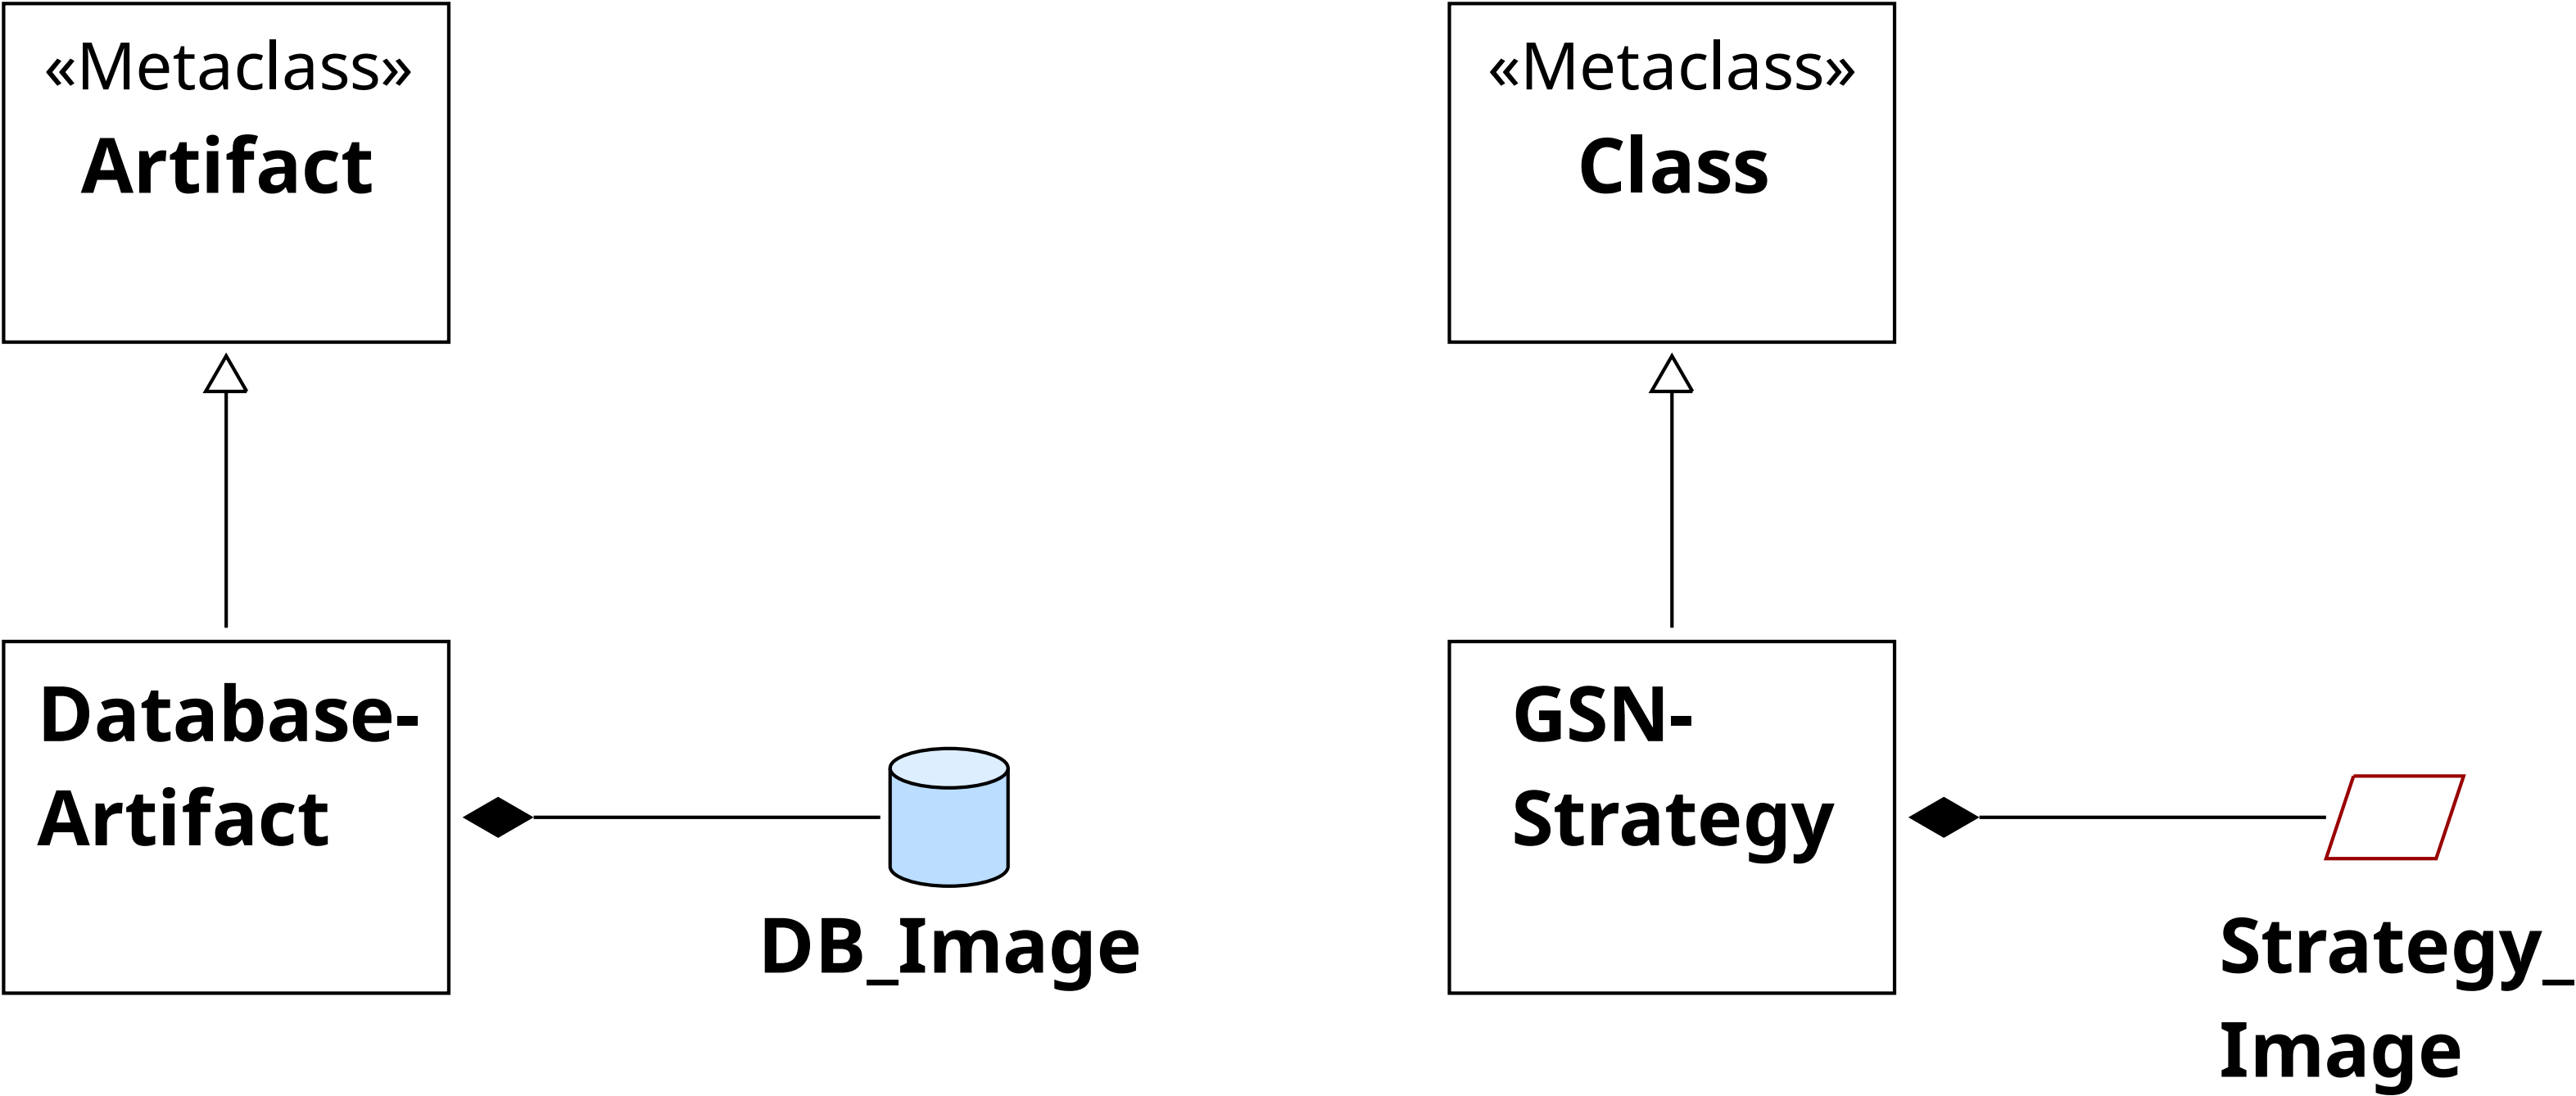 «Metaclass»
Artifact
«Metaclass»
Class
Database-
Artifact
DB_Image
GSN-
Strategy
Strategy_
Image